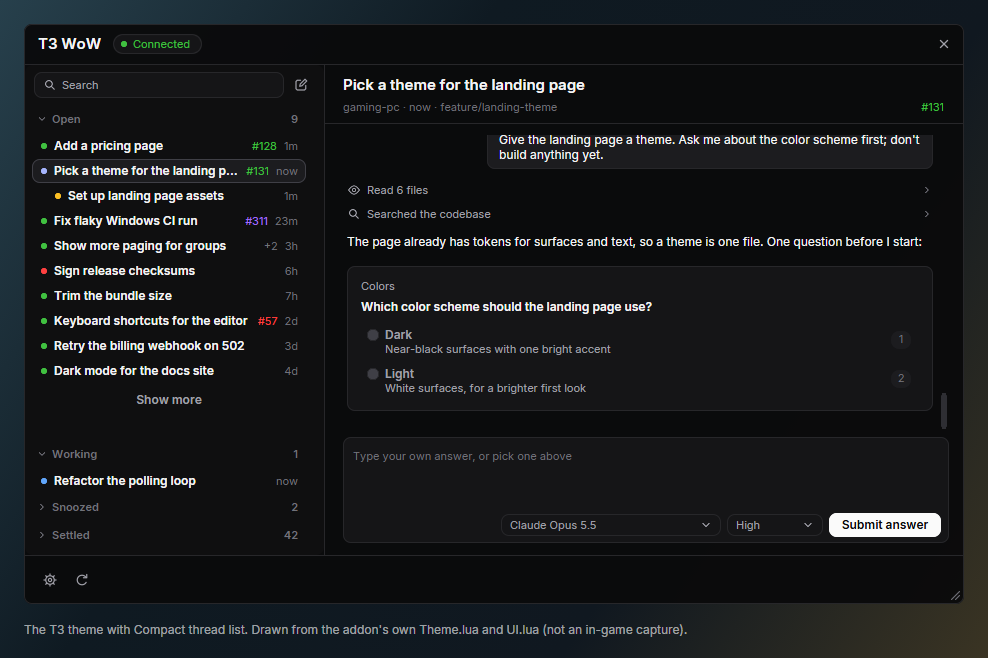 T3 WoW
Connected
Search
Open 9
Add a pricing page #128 1m
Pick a theme for the landing p... #131 now
Set up landing page assets 1m
Fix flaky Windows CI run #311 23m
Show more paging for groups +2 3h
Sign release checksums 6h
Trim the bundle size 7h
Keyboard shortcuts for the editor #57 2d
Retry the billing webhook on 502 3d
Dark mode for the docs site 4d
Show more
Working 1
Refactor the polling loop now
Snoozed 2
Settled 42
Pick a theme for the landing page
gaming-pc · now · feature/landing-theme #131
Give the landing page a theme. Ask me about the color scheme first; don't
build anything yet.
Read 6 files
Searched the codebase
The page already has tokens for surfaces and text, so a theme is one file. One question before I start:
Colors
Which color scheme should the landing page use?
Dark
Near-black surfaces with one bright accent
1
Light
White surfaces, for a brighter first look
2
Type your own answer, or pick one above
Claude Opus 5.5 High Submit answer
The T3 theme with Compact thread list. Drawn from the addon's own Theme.lua and UI.lua (not an in-game capture).